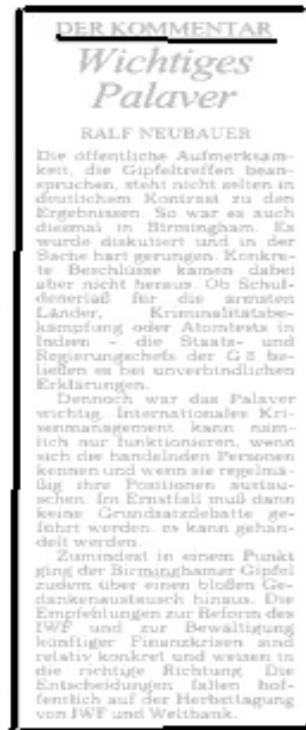 DER KOMMENTAR
Wichtiges
Palaver
RALF NEUBAUER
Die öffentliche Aufmerksam-
keit, die Gipfeltreffen bean-
spruchen, steht nicht selten in
deutlichem Kontrast zu den
Ergebnissen. So war es auch
diesmal in Birmingham. Es
wurde diskutiert und in der
Sache hart gerungen. Konkre-
te Beschlüsse kamen dabei
aber nicht heraus. Ob Schul-
denerlaß für die ärmsten
Länder, Kriminalitätsbe-
kämpfung oder Atomtests in
Indien - die Staats- und
Regierungschefs der G 8 be-
ließen es bei unverbindlichen
Erklärungen.
Dennoch war das Palaver
wichtig. Internationales Kri-
senmanagement kann näm-
lich nur funktionieren, wenn
sich die handelnden Personen
kennen und wenn sie regelmä-
ßig ihre Positionen austau-
schen. Im Ernstfall muß dann
keine Grundsatzdebatte ge-
führt werden, es kann gehan-
delt werden.
Zumindest in einem Punkt
ging der Birminghamer Gipfel
zudem über einen bloßen Ge-
dankenaustausch hinaus. Die
Empfehlungen zur Reform des
IWF und zur Bewältigung
künftiger Finanzkrisen sind
relativ konkret und weisen in
die richtige Richtung. Die
Entscheidungen fallen hof-
fentlich auf der Herbsttagung
von IWF und Weltbank.